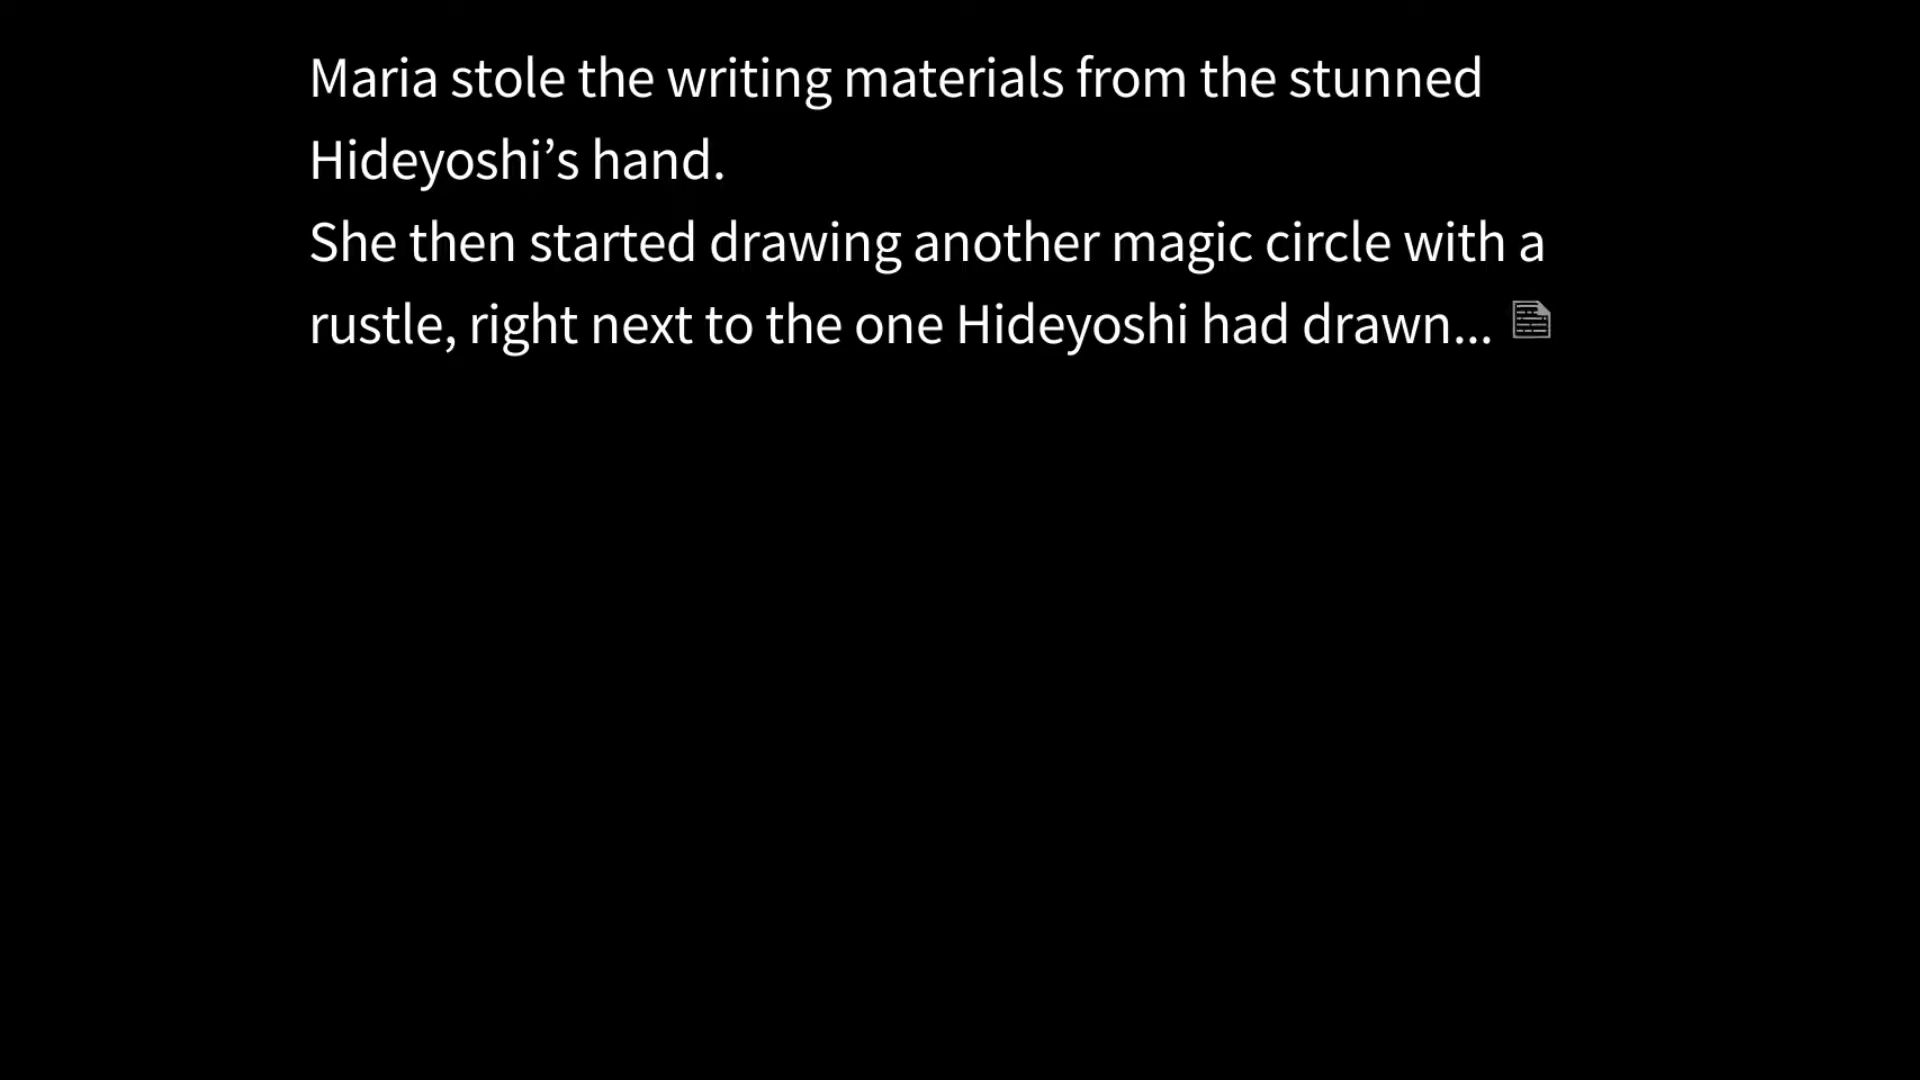 Maria stole the writing materials from the stunned
Hideyoshi’s hand.
She then started drawing another magic circle with a
rustle, right next to the one Hideyoshi had drawn...